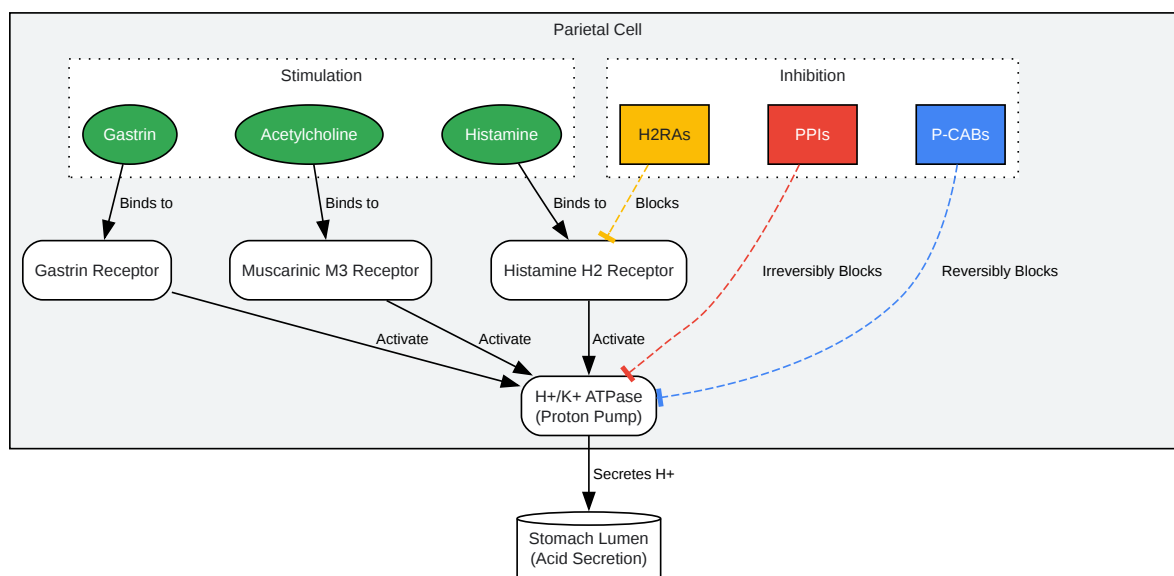 Parietal Cell
Stimulation
Inhibition
Gastrin
Acetylcholine
Histamine
H2RAs
PPIs
P-CABs
Binds to
Binds to
Binds to
Blocks
Gastrin Receptor
Muscarinic M3 Receptor
Histamine H2 Receptor
Irreversibly Blocks
Reversibly Blocks
Activate
Activate
Activate
H+/K+ ATPase
(Proton Pump)
Secretes H+
Stomach Lumen
(Acid Secretion)